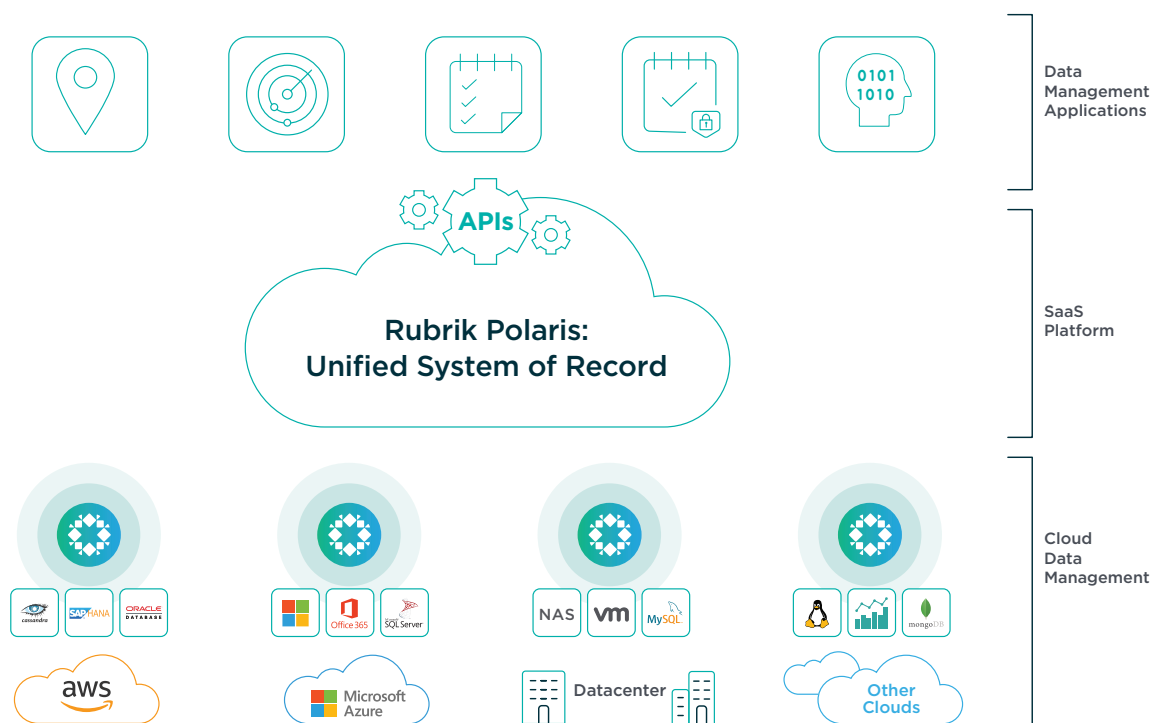 0101
1010
Data
Management
Applications
APIs
Rubrik Polaris:
Unified System of Record
SaaS
Platform
Cloud
Data
Management
cassandra
SAP HANA
ORACLE
DATABASE
Office 365
Microsoft
SQL Server
NAS
vm
MySQL
mongoDB
aws
Microsoft
Azure
Datacenter
Other
Clouds